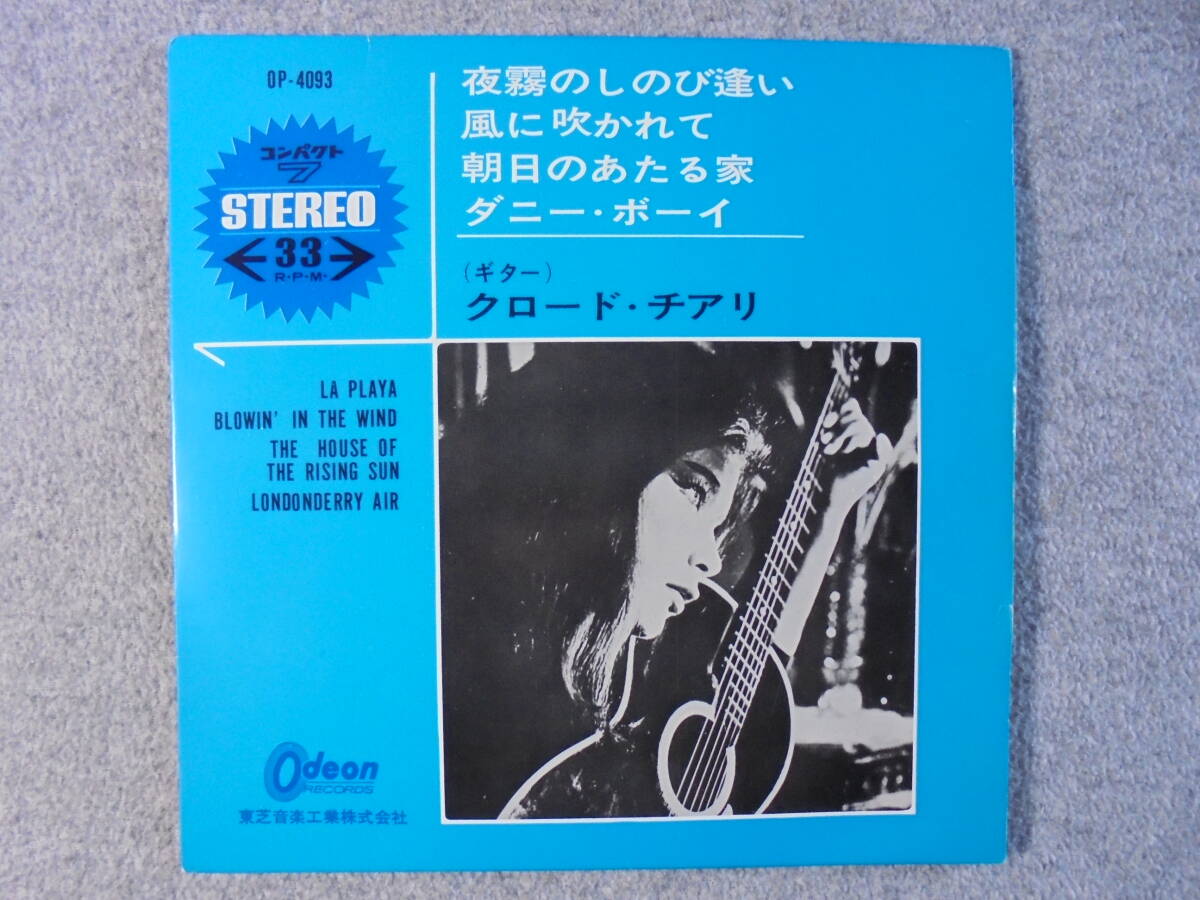 OP-4093
コンパクト
7
STEREO
33
R・P・M・
夜霧のしのび逢い
風に吹かれて
朝日のあたる家
ダニー・ボーイ
(ギター)
クロード・チアリ
LA PLAYA
BLOWIN' IN THE WIND
THE HOUSE OF
THE RISING SUN
LONDONDERRY AIR
Odeon
RECORDS
東芝音楽工業株式会社